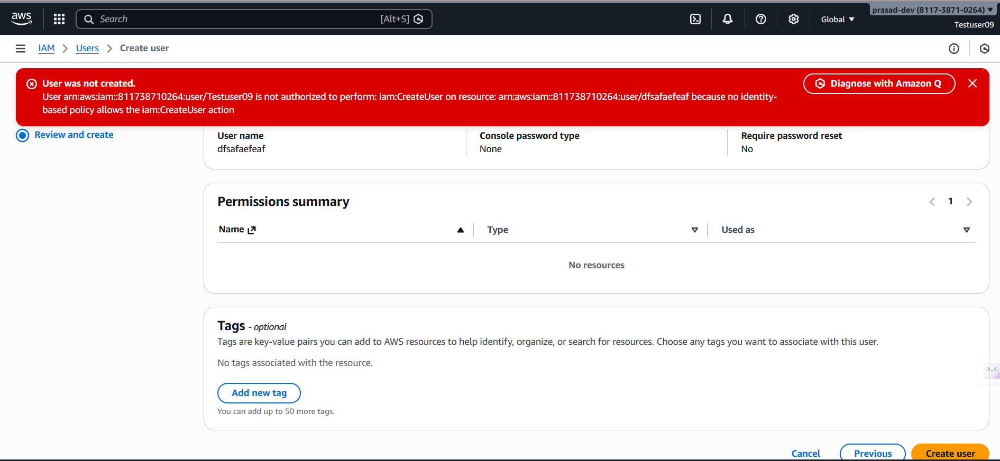 aws
Search
[Alt+S]
Global
prasad-dev (8117-3871-0264)
Testuser09
IAM
Users
Create user
User was not created.
User arn:aws:iam::811738710264:user/Testuser09 is not authorized to perform: iam:CreateUser on resource: arn:aws:iam::811738710264:user/dfsafaefeaf because no identity-
based policy allows the iam:CreateUser action
Diagnose with Amazon Q
Review and create
User name
dfsafaefeaf
Console password type
None
Require password reset
No
Permissions summary
1
Name
Type
Used as
No resources
Tags - optional
Tags are key-value pairs you can add to AWS resources to help identify, organize, or search for resources. Choose any tags you want to associate with this user.
No tags associated with the resource.
Add new tag
You can add up to 50 more tags.
Cancel
Previous
Create user